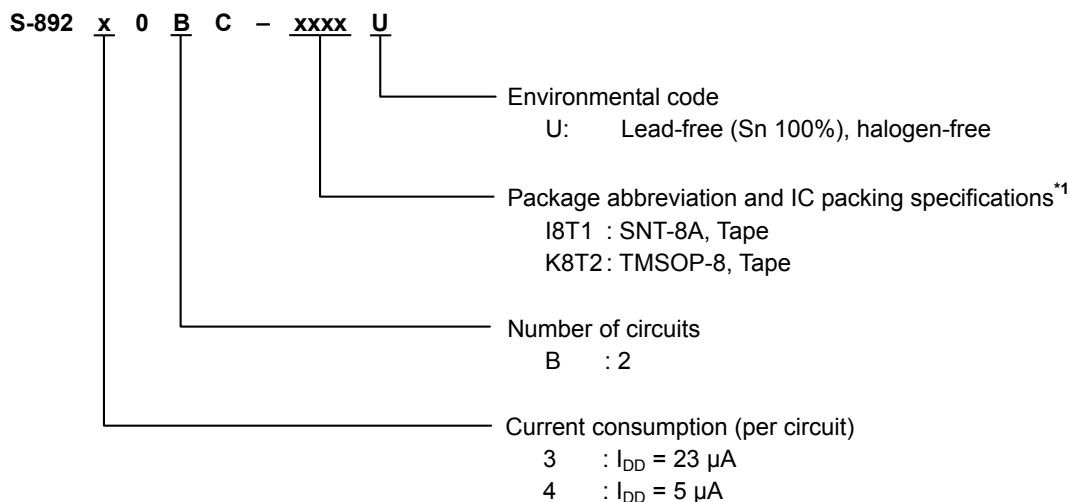 S-892 x 0 B C – xxxx U
Environmental code
U: Lead-free (Sn 100%), halogen-free
Package abbreviation and IC packing specifications*1
I8T1 : SNT-8A, Tape
K8T2 : TMSOP-8, Tape
Number of circuits
B : 2
Current consumption (per circuit)
3 : IDD = 23 µA
4 : IDD = 5 µA